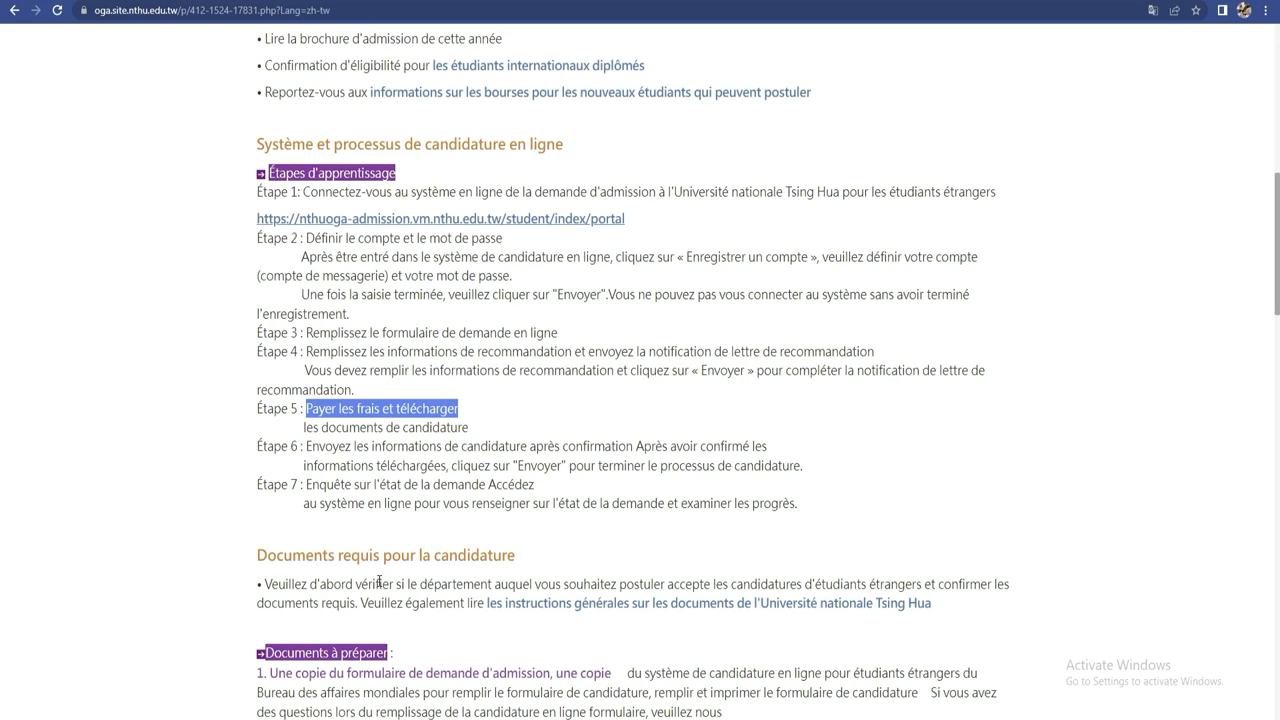 oga.site.nthu.edu.tw/p/412-1524-17831.php?Lang=zh-tw
• Lire la brochure d'admission de cette année
• Confirmation d'éligibilité pour les étudiants internationaux diplômés
• Reportez-vous aux informations sur les bourses pour les nouveaux étudiants qui peuvent postuler
Système et processus de candidature en ligne
→ Étapes d'apprentissage
Étape 1: Connectez-vous au système en ligne de la demande d'admission à l'Université nationale Tsing Hua pour les étudiants étrangers
https://nthuoga-admission.vm.nthu.edu.tw/student/index/portal
Étape 2 : Définir le compte et le mot de passe
Après être entré dans le système de candidature en ligne, cliquez sur « Enregistrer un compte », veuillez définir votre compte
(compte de messagerie) et votre mot de passe.
Une fois la saisie terminée, veuillez cliquer sur "Envoyer".Vous ne pouvez pas vous connecter au système sans avoir terminé
l'enregistrement.
Étape 3 : Remplissez le formulaire de demande en ligne
Étape 4 : Remplissez les informations de recommandation et envoyez la notification de lettre de recommandation
Vous devez remplir les informations de recommandation et cliquez sur « Envoyer » pour compléter la notification de lettre de
recommandation.
Étape 5 : Payer les frais et télécharger
les documents de candidature
Étape 6 : Envoyez les informations de candidature après confirmation Après avoir confirmé les
informations téléchargées, cliquez sur "Envoyer" pour terminer le processus de candidature.
Étape 7 : Enquête sur l'état de la demande Accédez
au système en ligne pour vous renseigner sur l'état de la demande et examiner les progrès.
Documents requis pour la candidature
• Veuillez d'abord vérifier si le département auquel vous souhaitez postuler accepte les candidatures d'étudiants étrangers et confirmer les
documents requis. Veuillez également lire les instructions générales sur les documents de l'Université nationale Tsing Hua
→Documents à préparer :
1. Une copie du formulaire de demande d'admission, une copie du système de candidature en ligne pour étudiants étrangers du
Bureau des affaires mondiales pour remplir le formulaire de candidature, remplir et imprimer le formulaire de candidature Si vous avez
des questions lors du remplissage de la candidature en ligne formulaire, veuillez nous
Activate Windows
Go to Settings to activate Windows.